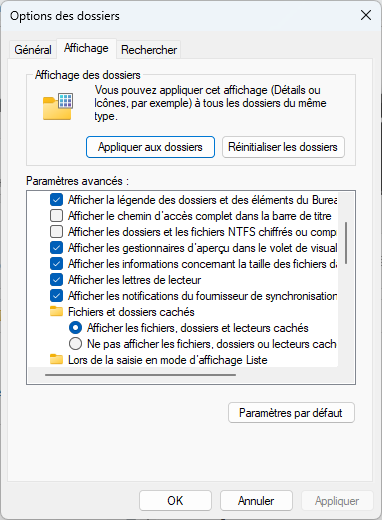 Options des dossiers
Général
Affichage
Rechercher
Affichage des dossiers
Vous pouvez appliquer cet affichage (Détails ou
Icônes, par exemple) à tous les dossiers du même
type.
Appliquer aux dossiers
Réinitialiser les dossiers
Paramètres avancés :
Afficher la légende des dossiers et des éléments du Burea
Afficher le chemin d'accès complet dans la barre de titre
Afficher les dossiers et les fichiers NTFS chiffrés ou comp
Afficher les gestionnaires d'aperçu dans le volet de visual
Afficher les informations concernant la taille des fichiers da
Afficher les lettres de lecteur
Afficher les notifications du fournisseur de synchronisation
Fichiers et dossiers cachés
Afficher les fichiers, dossiers et lecteurs cachés
Ne pas afficher les fichiers, dossiers ou lecteurs cach
Lors de la saisie en mode d'affichage Liste
Paramètres par défaut
OK
Annuler
Appliquer